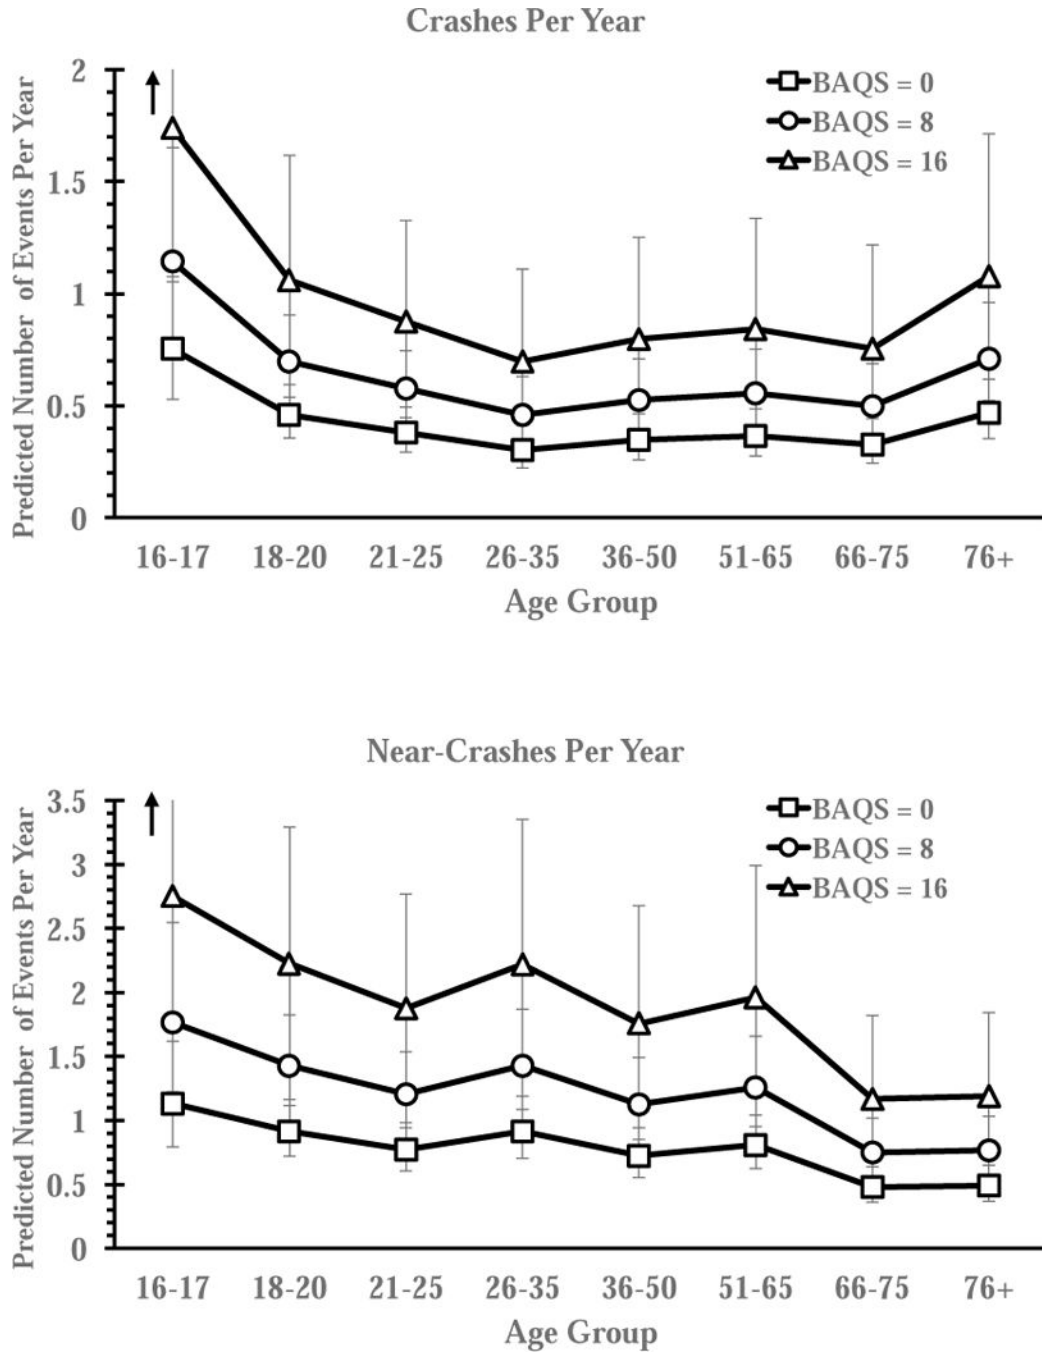 Crashes Per Year
Predicted Number of Events Per Year
2
1.5
1
0.5
0
BAQS = 0
BAQS = 8
BAQS = 16
16-17 18-20 21-25 26-35 36-50 51-65 66-75 76+
Age Group
Near-Crashes Per Year
Predicted Number of Events Per Year
3.5
3
2.5
2
1.5
1
0.5
0
BAQS = 0
BAQS = 8
BAQS = 16
16-17 18-20 21-25 26-35 36-50 51-65 66-75 76+
Age Group